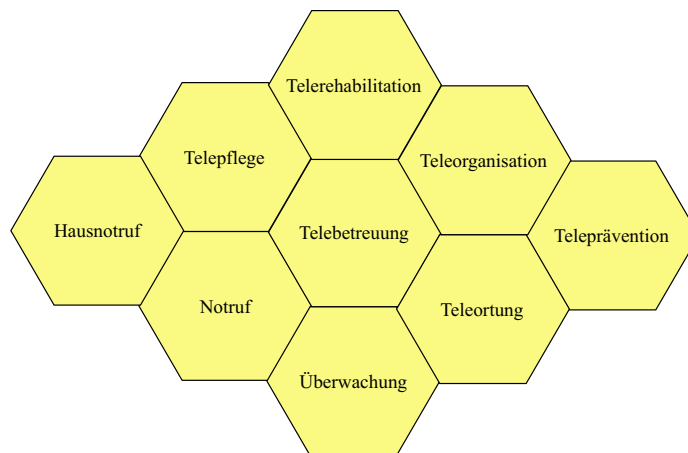 Telerehabilitation
Telepflege
Teleorganisation
Hausnotruf
Telebetreuung
Teleprävention
Notruf
Teleortung
Überwachung